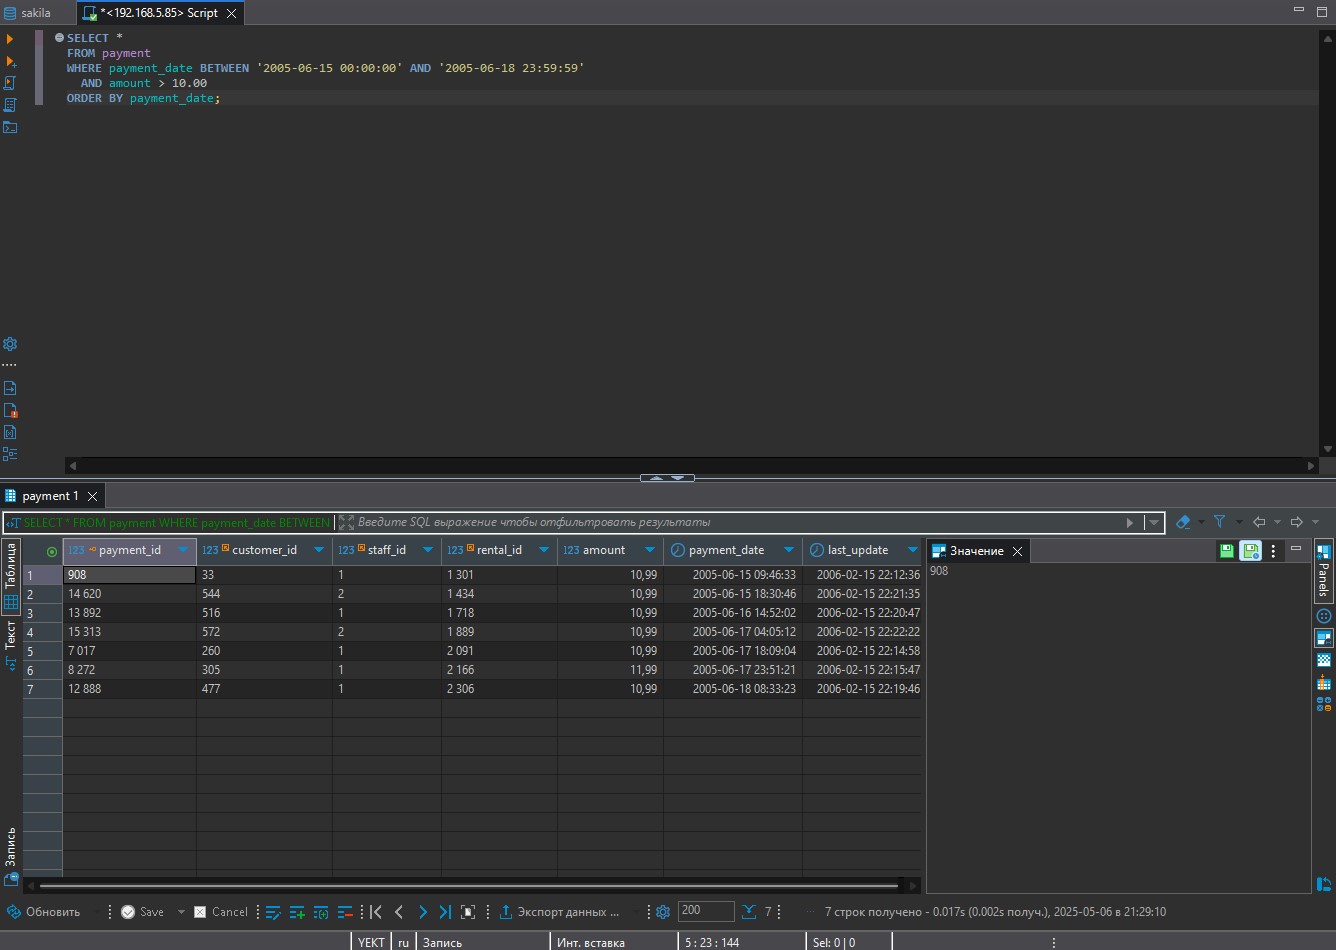 sakila
*<192.168.5.85> Script
SELECT *
FROM payment
WHERE payment_date BETWEEN '2005-06-15 00:00:00' AND '2005-06-18 23:59:59'
AND amount > 10.00
ORDER BY payment_date;
payment 1
SELECT * FROM payment WHERE payment_date BETWEEN
Введите SQL выражение чтобы отфильтровать результаты
Таблица
Текст
Запись
123 payment_id 123 customer_id 123 staff_id 123 rental_id 123 amount payment_date last_update
1 908 33 1 1 301 10,99 2005-06-15 09:46:33 2006-02-15 22:12:36
2 14 620 544 2 1 434 10,99 2005-06-15 18:30:46 2006-02-15 22:21:35
3 13 892 516 1 1 718 10,99 2005-06-16 14:52:02 2006-02-15 22:20:47
4 15 313 572 2 1 889 10,99 2005-06-17 04:05:12 2006-02-15 22:22:22
5 7 017 260 1 2 091 10,99 2005-06-17 18:09:04 2006-02-15 22:14:58
6 8 272 305 1 2 166 11,99 2005-06-17 23:51:21 2006-02-15 22:15:47
7 12 888 477 1 2 306 10,99 2005-06-18 08:33:23 2006-02-15 22:19:46
Значение
908
Panels
Обновить Save Cancel Экспорт данных ... 200 7 7 строк получено - 0.017s (0.002s получ.), 2025-05-06 в 21:29:10
YEKT ru Запись Инт. вставка 5 : 23 : 144 Sel: 0 | 0